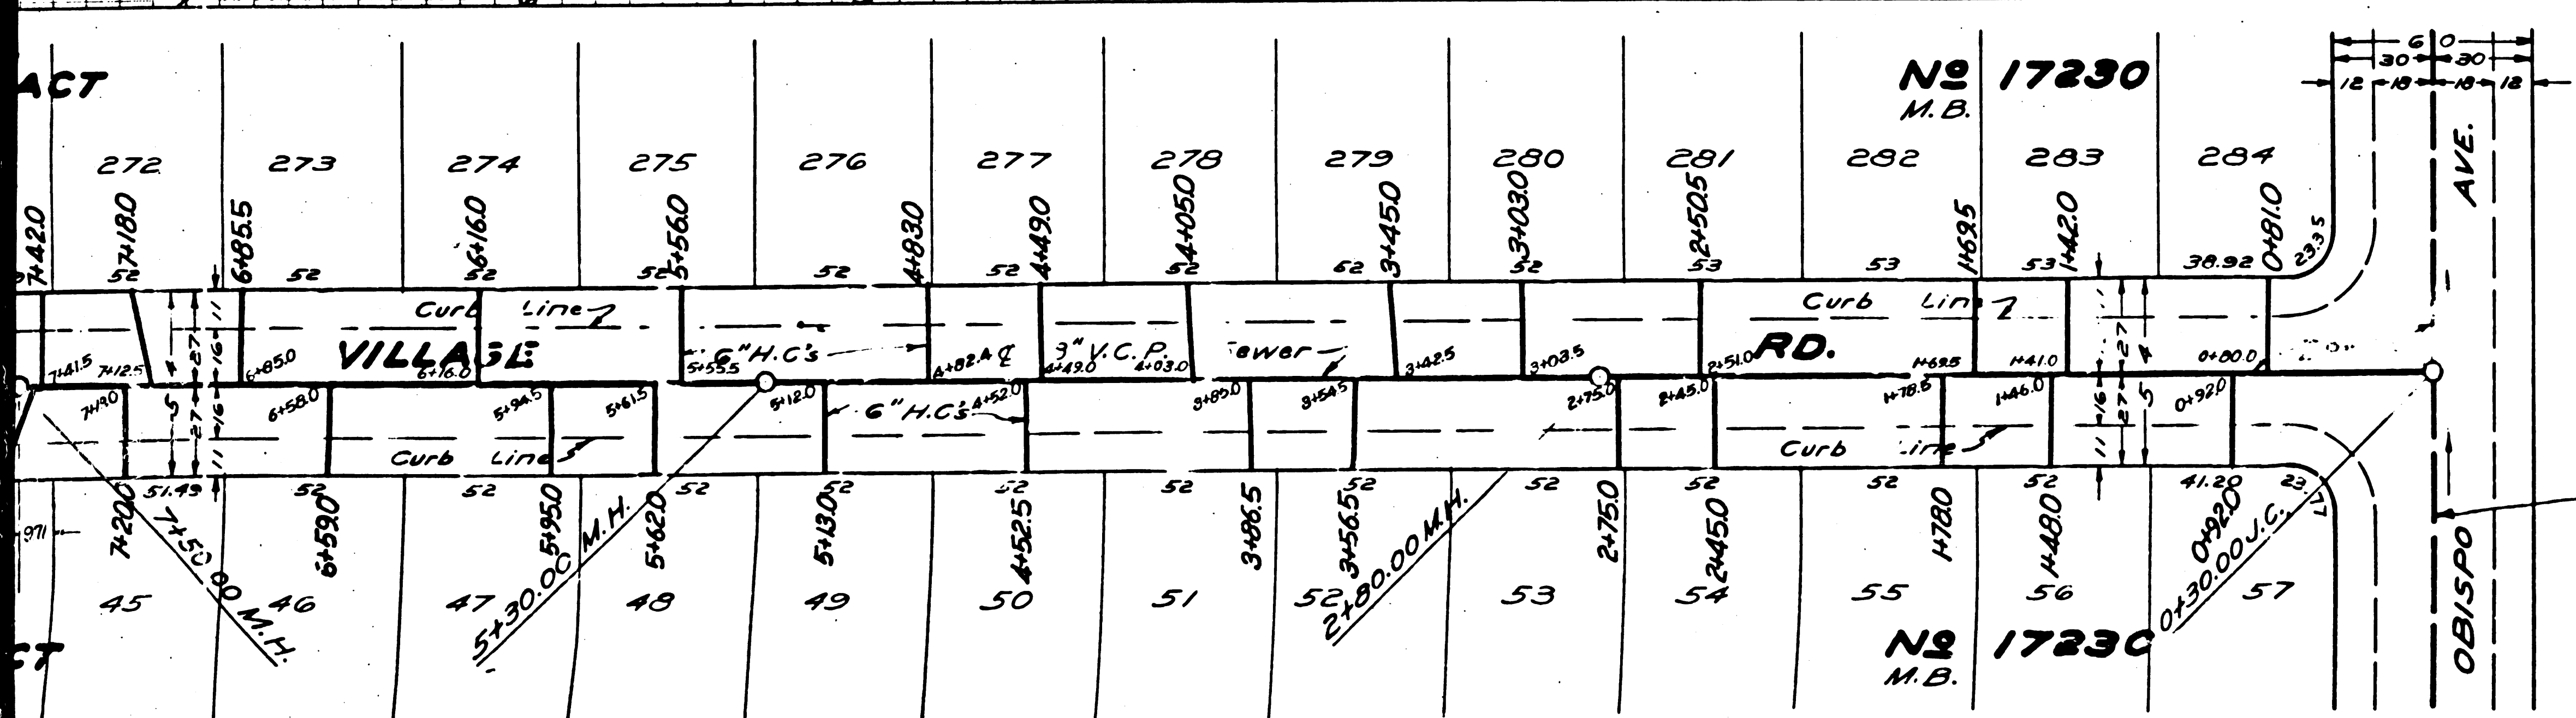 ACT
No 17230
M.B.
6 0
30 30
12 18 18 12
AVE.
272 273 274 275 276 277 278 279 280 281 282 283 284
7+42.0 7+18.0 6+85.5 6+16.0 5+56.0 4+83.0 4+49.0 4+05.0 3+45.0 3+03.0 2+50.5 1+69.5 1+42.0 0+81.0
52 52 52 52 52 52 52 52 52 53 53 53 38.92 23.35
Curb Line
Curb Line
11 16 27 54 27 16 11
VILLAGE RD.
6" H.C's
V.C.P.
7+41.5 7+12.5 6+85.0 6+16.0 5+55.5 4+82.4 4+49.0 4+03.0 3+42.5 3+03.5 2+51.0 1+69.5 1+41.0 0+80.0
7+19.0 6+58.0 5+94.5 5+61.5 5+12.0 4+52.0 3+85.0 3+54.5 2+75.0 2+45.0 1+78.5 1+46.0 0+92.0
6" H.C's
11 16 27 54 27 16 11
Curb Line
Curb Line
51.49 52 52 52 52 52 52 52 52 52 52 52 41.20 23.77
7+20.0 6+59.0 5+95.0 5+62.0 5+13.0 4+52.5 3+86.5 3+56.5 2+75.0 2+45.0 1+78.0 1+48.0 0+92.0
971
7+50.00 M.H.
5+30.00 M.H.
2+80.00 M.H.
0+30.00 J.C.
45 46 47 48 49 50 51 52 53 54 55 56 57
OBISPO
CT
No 17230
M.B.